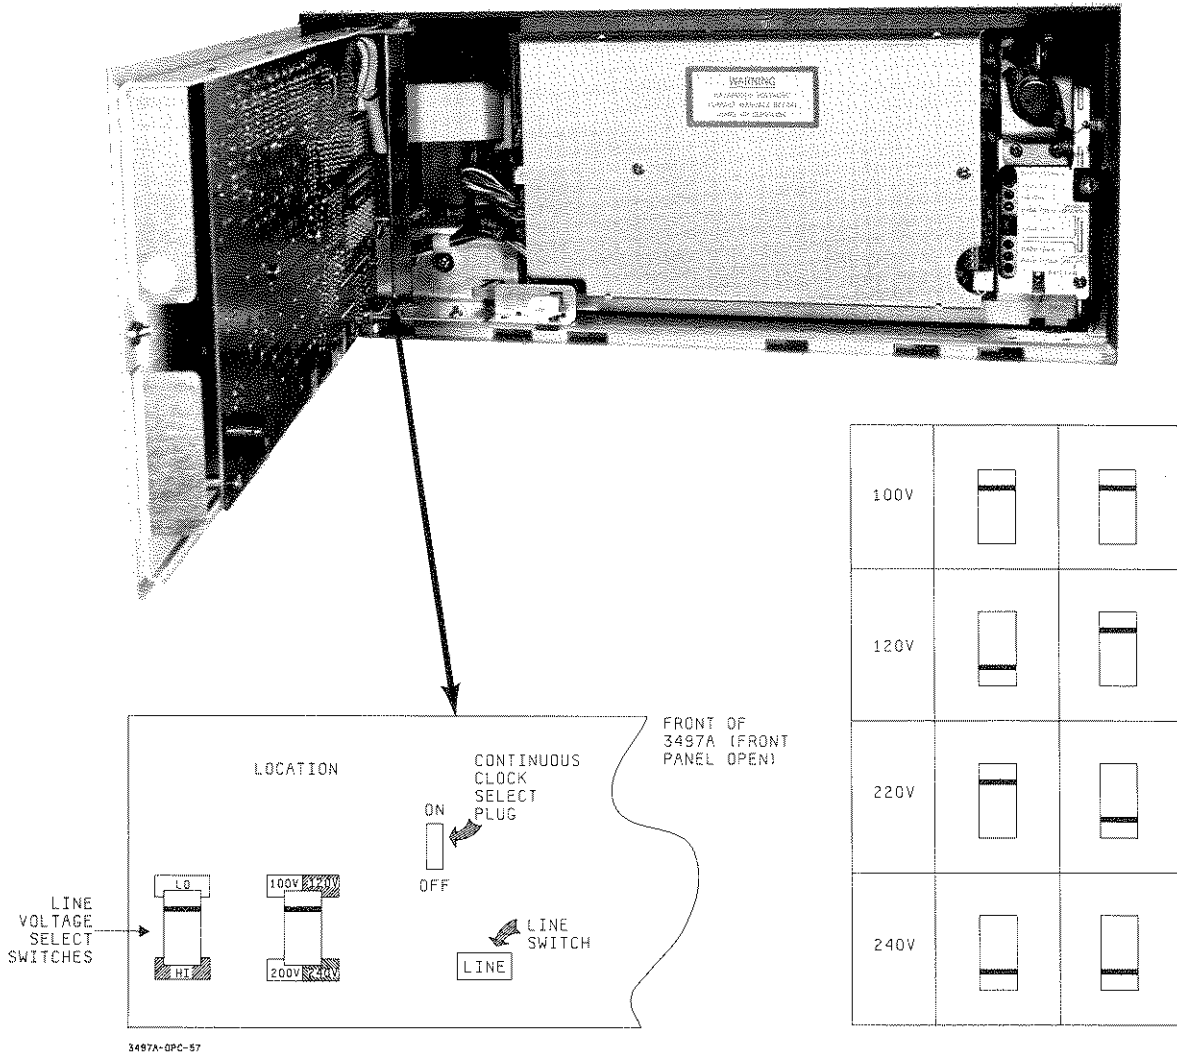 WARNING
100V
120V
220V
240V
FRONT OF
3497A (FRONT
PANEL OPEN)
LOCATION
CONTINUOUS
CLOCK
SELECT
PLUG
ON
OFF
LO
100V 120V
LINE
VOLTAGE
SELECT
SWITCHES
HI
200V 240V
LINE
SWITCH
LINE
3497A-OPC-57